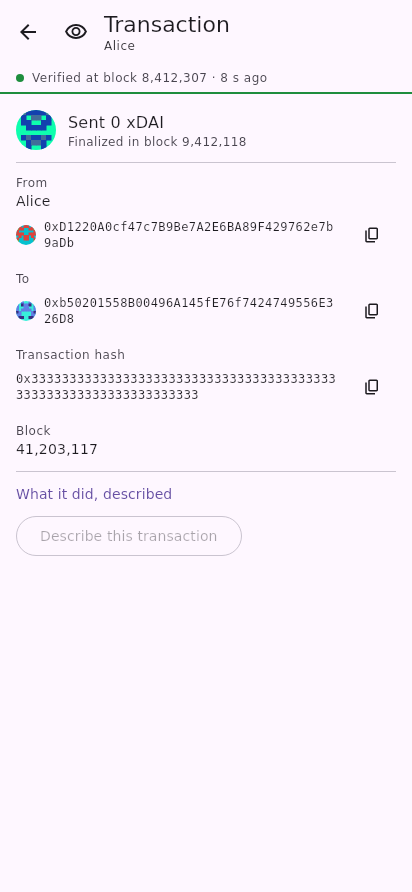 Transaction
Alice
Verified at block 8,412,307 · 8 s ago
Sent 0 xDAI
Finalized in block 9,412,118
From
Alice
0xD1220A0cf47c7B9Be7A2E6BA89F429762e7b
9aDb
To
0xb50201558B00496A145fE76f7424749556E3
26D8
Transaction hash
0x333333333333333333333333333333333333333
3333333333333333333333333
Block
41,203,117
What it did, described
Describe this transaction